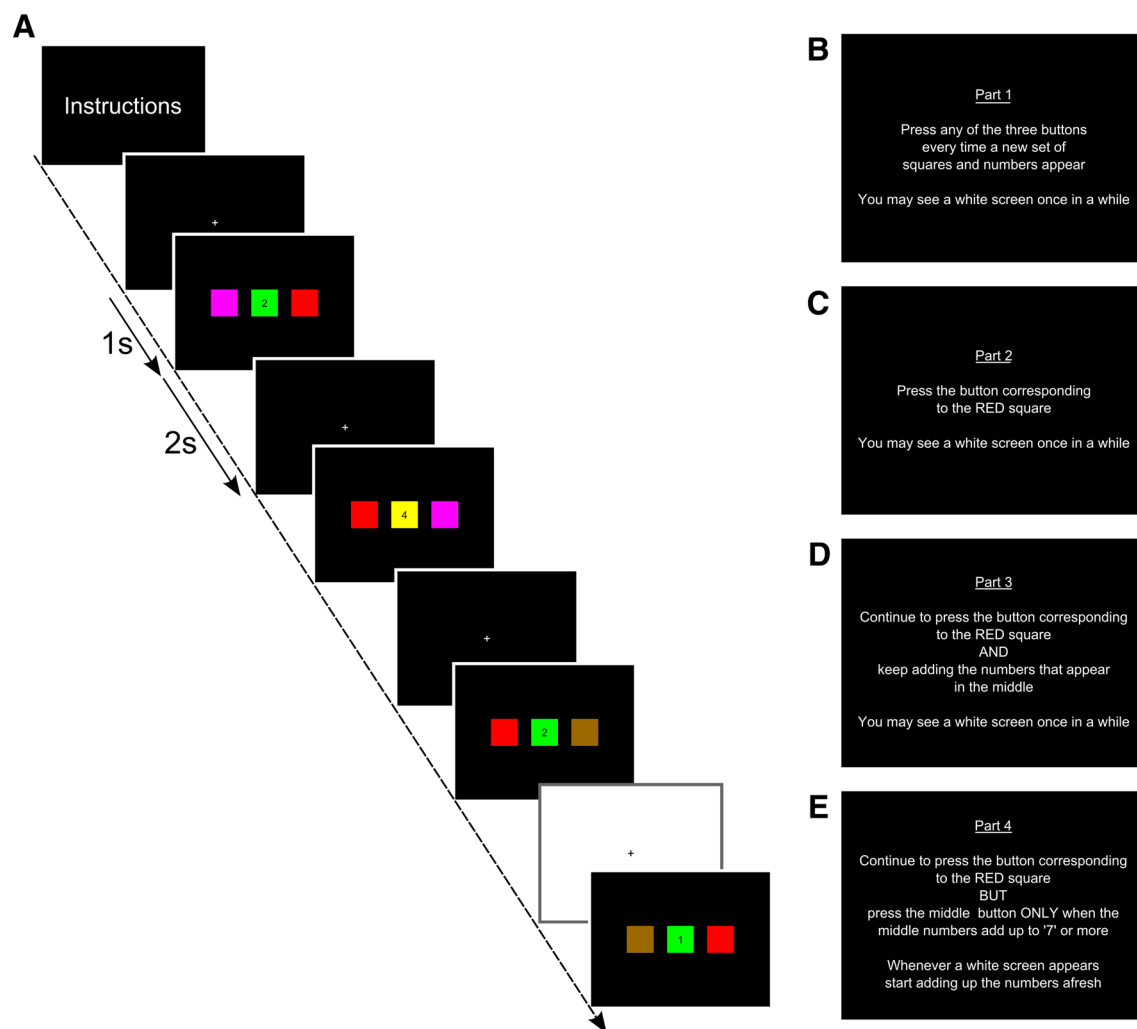 A
Instructions
+
2
1s
2s
+
4
+
2
+
1
B
Part 1
Press any of the three buttons
every time a new set of
squares and numbers appear
You may see a white screen once in a while
C
Part 2
Press the button corresponding
to the RED square
You may see a white screen once in a while
D
Part 3
Continue to press the button corresponding
to the RED square
AND
keep adding the numbers that appear
in the middle
You may see a white screen once in a while
E
Part 4
Continue to press the button corresponding
to the RED square
BUT
press the middle button ONLY when the
middle numbers add up to '7' or more
Whenever a white screen appears
start adding up the numbers afresh